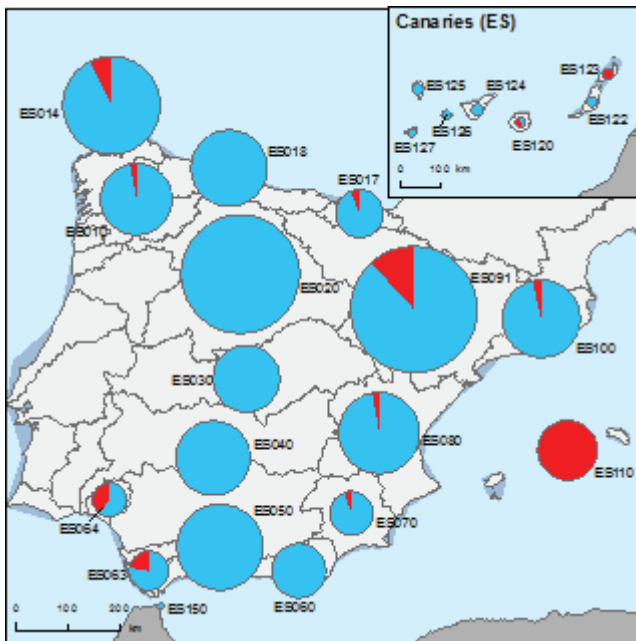 Canaries (ES)
ES123
ES125
ES124
ES122
ES126
ES120
ES127
0 100
km
ES014
ES018
ES017
ES010
ES020
ES091
ES100
ES030
ES080
ES040
ES110
ES050
ES064
ES070
ES063
ES060
ES150
0 100 200
km